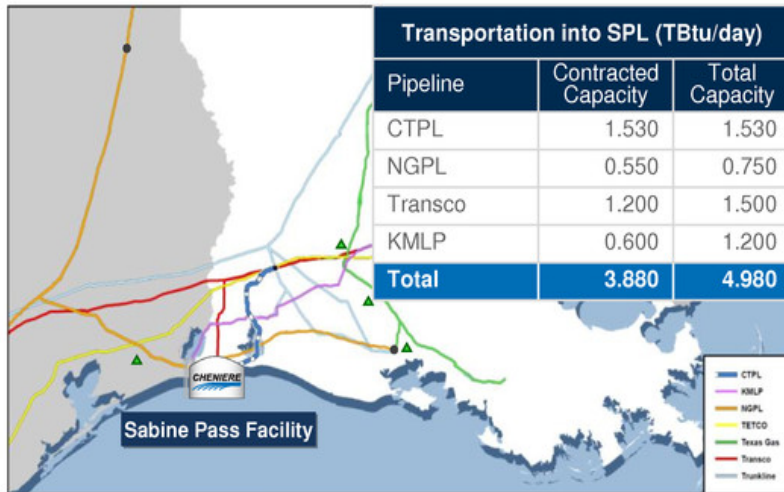 Transportation into SPL (TBtu/day)
Pipeline Contracted Capacity Total Capacity
CTPL 1.530 1.530
NGPL 0.550 0.750
Transco 1.200 1.500
KMLP 0.600 1.200
Total 3.880 4.980
CHENIERE
Sabine Pass Facility
CTPL
KMLP
NGPL
TETCO
Texas Gas
Transco
Trunkline